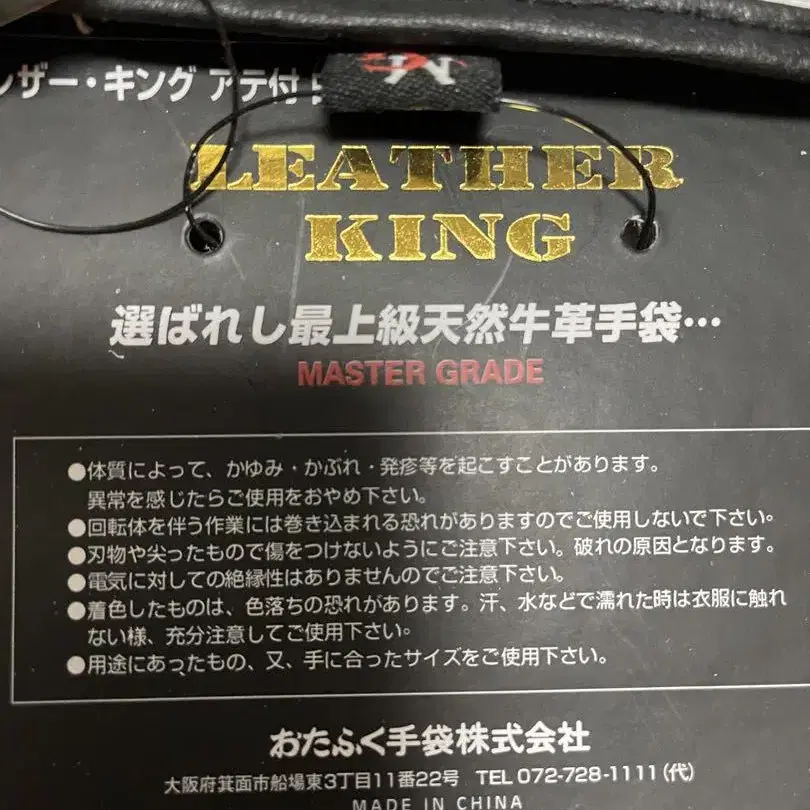 ザー・キング アテ付
LEATHER
KING
選ばれし最上級天然牛革手袋…
MASTER GRADE
●体質によって、かゆみ・かぶれ・発疹等を起こすことがあります。
異常を感じたらご使用をおやめ下さい。
●回転体を伴う作業には巻き込まれる恐れがありますのでご使用しないで下さい。
●刃物や尖ったもので傷をつけないようにご注意下さい。破れの原因となります。
●電気に対しての絶縁性はありませんのでご注意下さい。
●着色したものは、色落ちの恐れがあります。汗、水などで濡れた時は衣服に触れ
ない様、充分注意してご使用下さい。
●用途にあったもの、又、手に合ったサイズをご使用下さい。
おたふく手袋株式会社
大阪府箕面市船場東3丁目11番22号 TEL 072-728-1111(代)
MADE IN CHINA